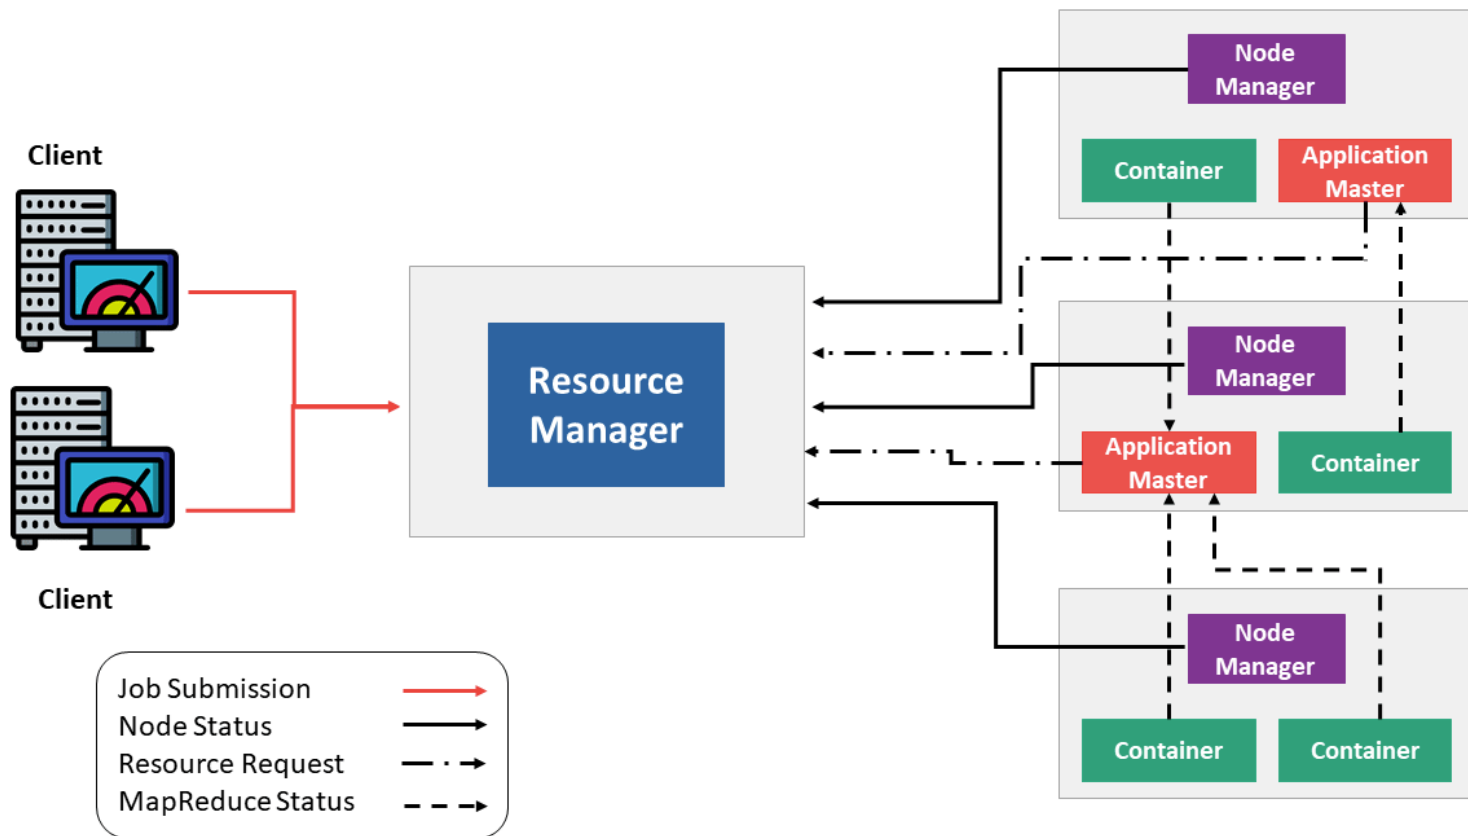 Client
Client
Job Submission
Node Status
Resource Request
MapReduce Status
Resource
Manager
Node
Manager
Container
Application
Master
Node
Manager
Application
Master
Container
Node
Manager
Container
Container